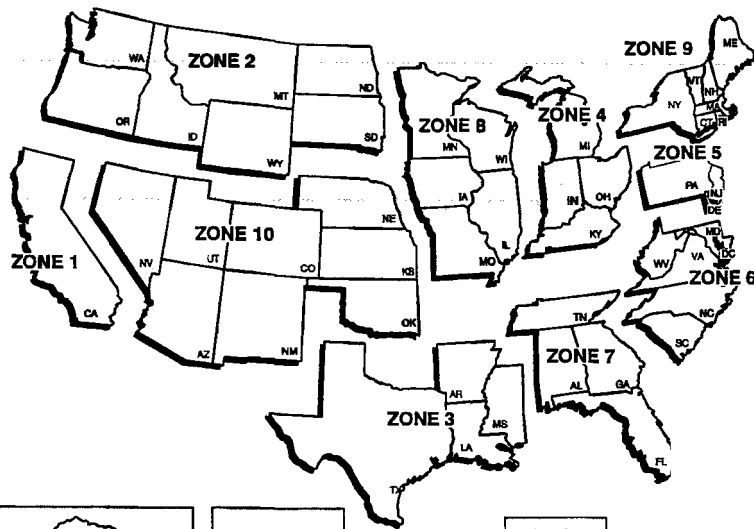 ZONE 9
ME
WA
ZONE 2
MT
ND
VT
NH
NY
MA
CT
RI
OR
ID
WY
SD
ZONE 8
MN
WI
ZONE 4
MI
ZONE 5
PA
NJ
DE
IA
IL
MO
IN
OH
KY
MD
DC
WV
VA
ZONE 6
NC
SC
ZONE 1
CA
NV
ZONE 10
UT
CO
NE
KS
OK
AZ
NM
TN
ZONE 7
AL
GA
FL
AR
ZONE 3
MS
LA
TX